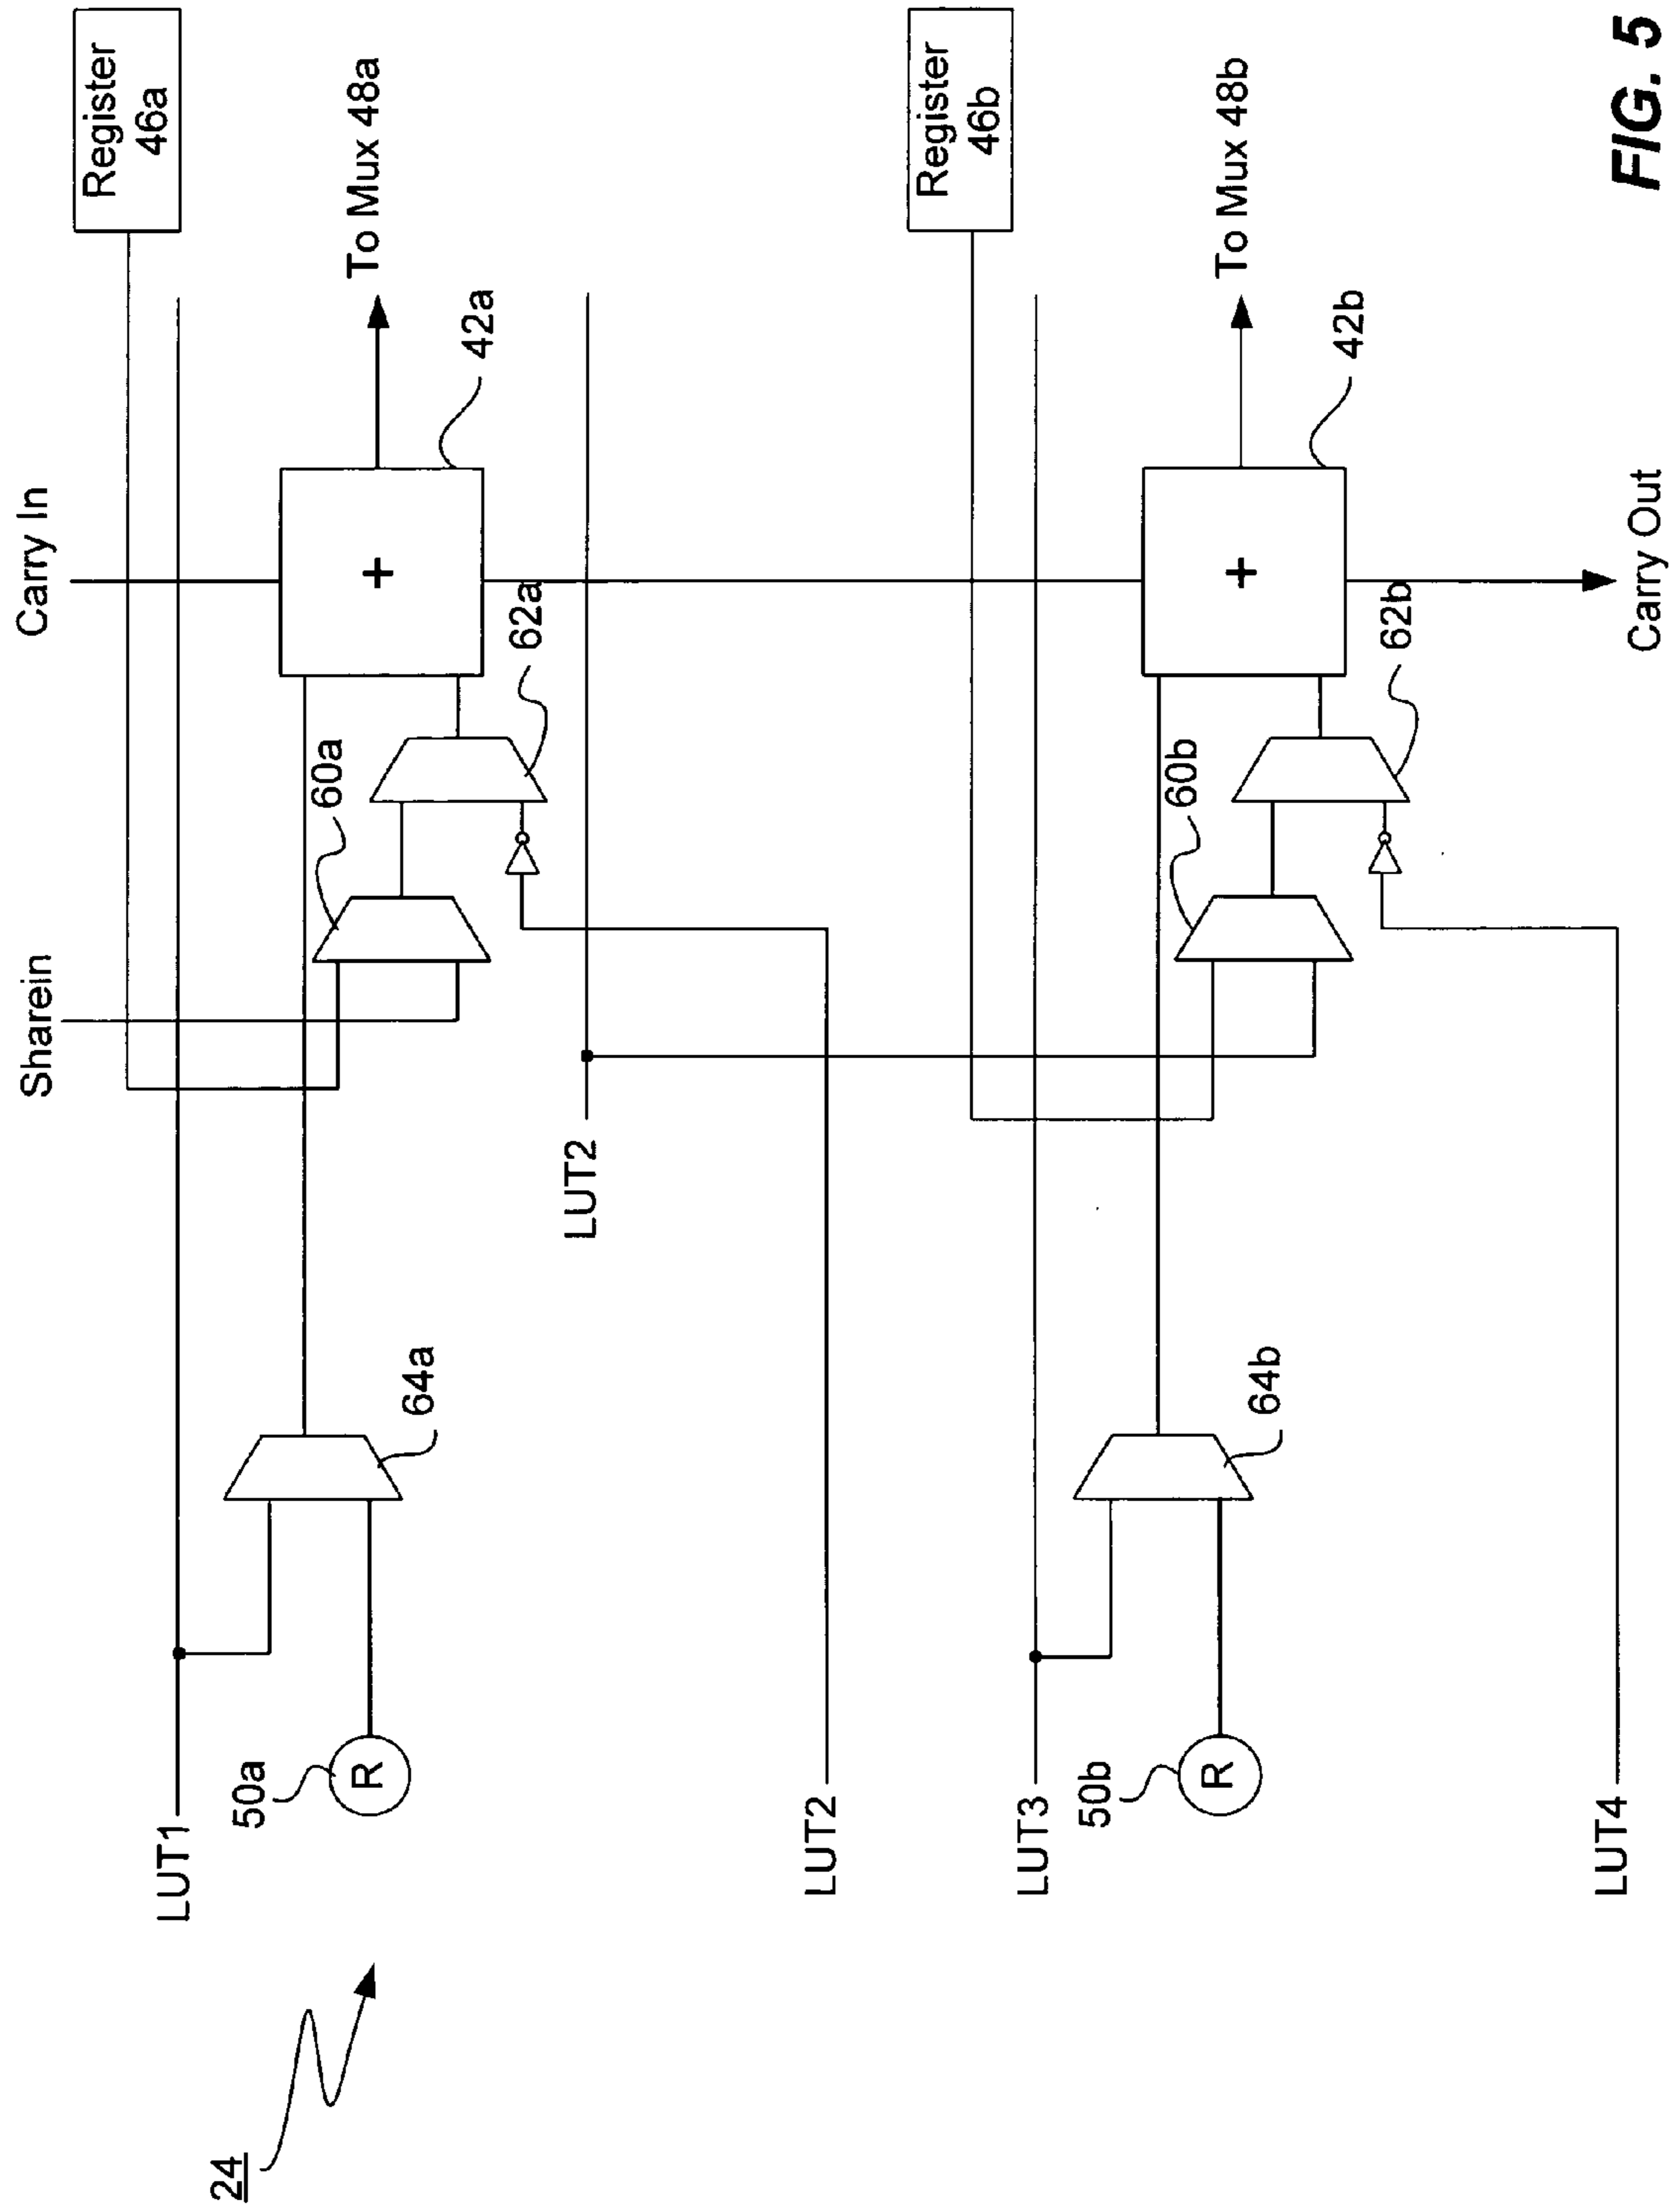 24
LUT1
50a
R
64a
Sharein
60a
62a
Carry In
+
42a
To Mux 48a
Register
46a
LUT2
LUT2
LUT3
50b
R
64b
60b
62b
+
42b
To Mux 48b
Register
46b
LUT4
Carry Out
FIG. 5